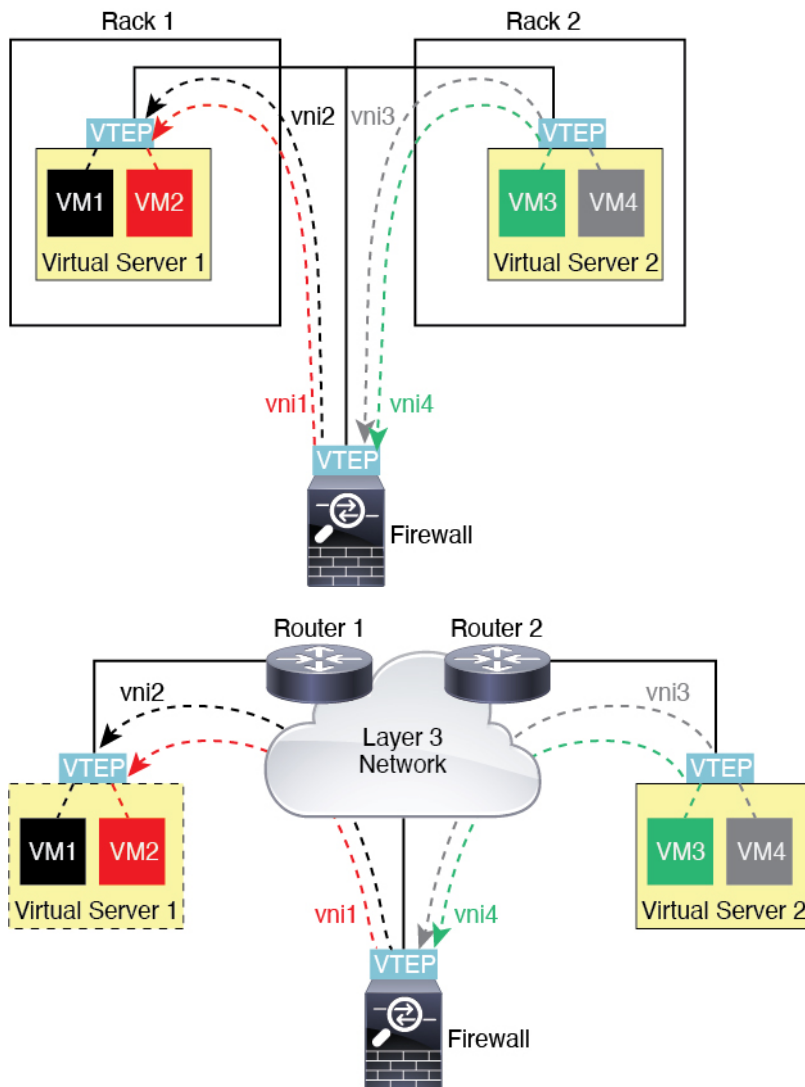 Rack 1
Rack 2
vni2
vni3
VTEP
VTEP
VM1
VM2
VM3
VM4
Virtual Server 1
Virtual Server 2
vni1
vni4
VTEP
Firewall
Router 1
Router 2
vni2
vni3
Layer 3
Network
VTEP
VTEP
VM1
VM2
VM3
VM4
Virtual Server 1
Virtual Server 2
vni1
vni4
VTEP
Firewall